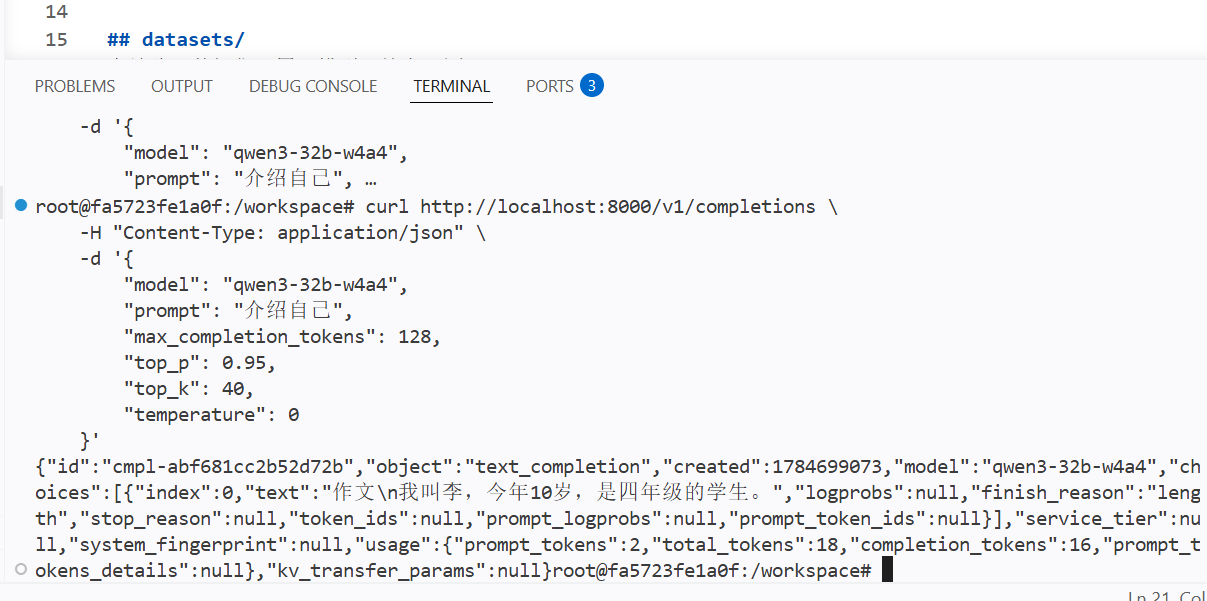 14
15 ## datasets/
PROBLEMS OUTPUT DEBUG CONSOLE TERMINAL PORTS 3
-d '{
"model": "qwen3-32b-w4a4",
"prompt": "介绍自己", …
root@fa5723fe1a0f:/workspace# curl http://localhost:8000/v1/completions \
-H "Content-Type: application/json" \
-d '{
"model": "qwen3-32b-w4a4",
"prompt": "介绍自己",
"max_completion_tokens": 128,
"top_p": 0.95,
"top_k": 40,
"temperature": 0
}'
{"id":"cmpl-abf681cc2b52d72b","object":"text_completion","created":1784699073,"model":"qwen3-32b-w4a4","ch
oices":[{"index":0,"text":"作文\n我叫李，今年10岁，是四年级的学生。","logprobs":null,"finish_reason":"leng
th","stop_reason":null,"token_ids":null,"prompt_logprobs":null,"prompt_token_ids":null}],"service_tier":nu
ll,"system_fingerprint":null,"usage":{"prompt_tokens":2,"total_tokens":18,"completion_tokens":16,"prompt_t
okens_details":null},"kv_transfer_params":null}root@fa5723fe1a0f:/workspace#
Ln 21, Col